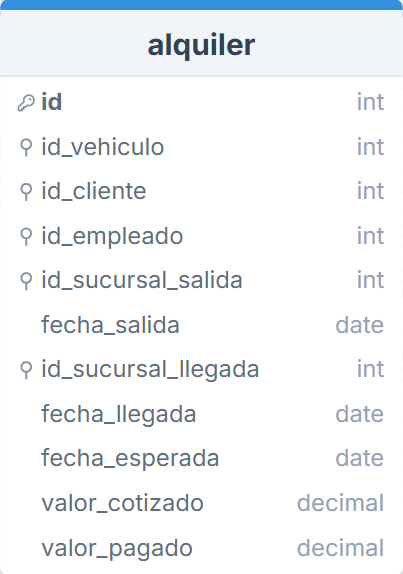 alquiler
id int
id_vehiculo int
id_cliente int
id_empleado int
id_sucursal_salida int
fecha_salida date
id_sucursal_llegada int
fecha_llegada date
fecha_esperada date
valor_cotizado decimal
valor_pagado decimal